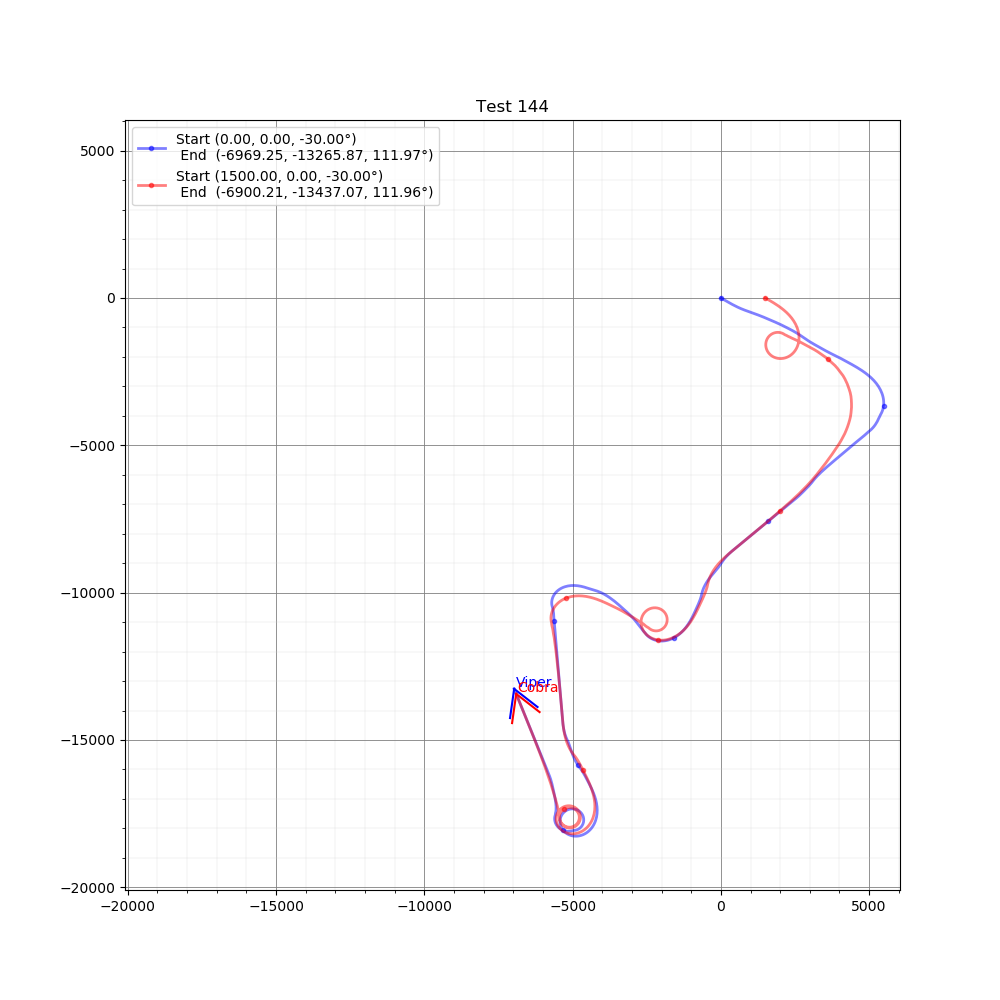 Test 144
Start (0.00, 0.00, -30.00°)
End  (-6969.25, -13265.87, 111.97°)
Start (1500.00, 0.00, -30.00°)
End  (-6900.21, -13437.07, 111.96°)
5000
0
−5000
−10000
−15000
−20000
Viper
Cobra
−20000
−15000
−10000
−5000
0
5000